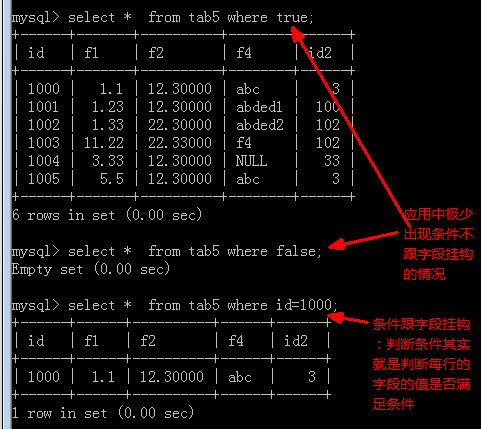 mysql> select *  from tab5 where true;
+------+-------+----------+--------+------+
| id   | f1    | f2       | f4     | id2  |
+------+-------+----------+--------+------+
| 1000 |   1.1 | 12.30000 | abc    |    3 |
| 1001 |  1.23 | 12.30000 | abded1 |  100 |
| 1002 |  1.33 | 22.30000 | abded2 |  102 |
| 1003 | 11.22 | 22.33000 | f4     |  102 |
| 1004 |  3.33 | 12.30000 | NULL   |   33 |
| 1005 |   5.5 | 12.30000 | abc    |    3 |
+------+-------+----------+--------+------+
6 rows in set (0.00 sec)
应用中极少
出现条件不
跟字段挂钩
的情况
mysql> select *  from tab5 where false;
Empty set (0.00 sec)
mysql> select *  from tab5 where id=1000;
+------+------+----------+------+------+
| id   | f1   | f2       | f4   | id2  |
+------+------+----------+------+------+
| 1000 |  1.1 | 12.30000 | abc  |    3 |
+------+------+----------+------+------+
1 row in set (0.00 sec)
条件跟字段挂钩
：判断条件其实
就是判断每行的
字段的值是否满
足条件